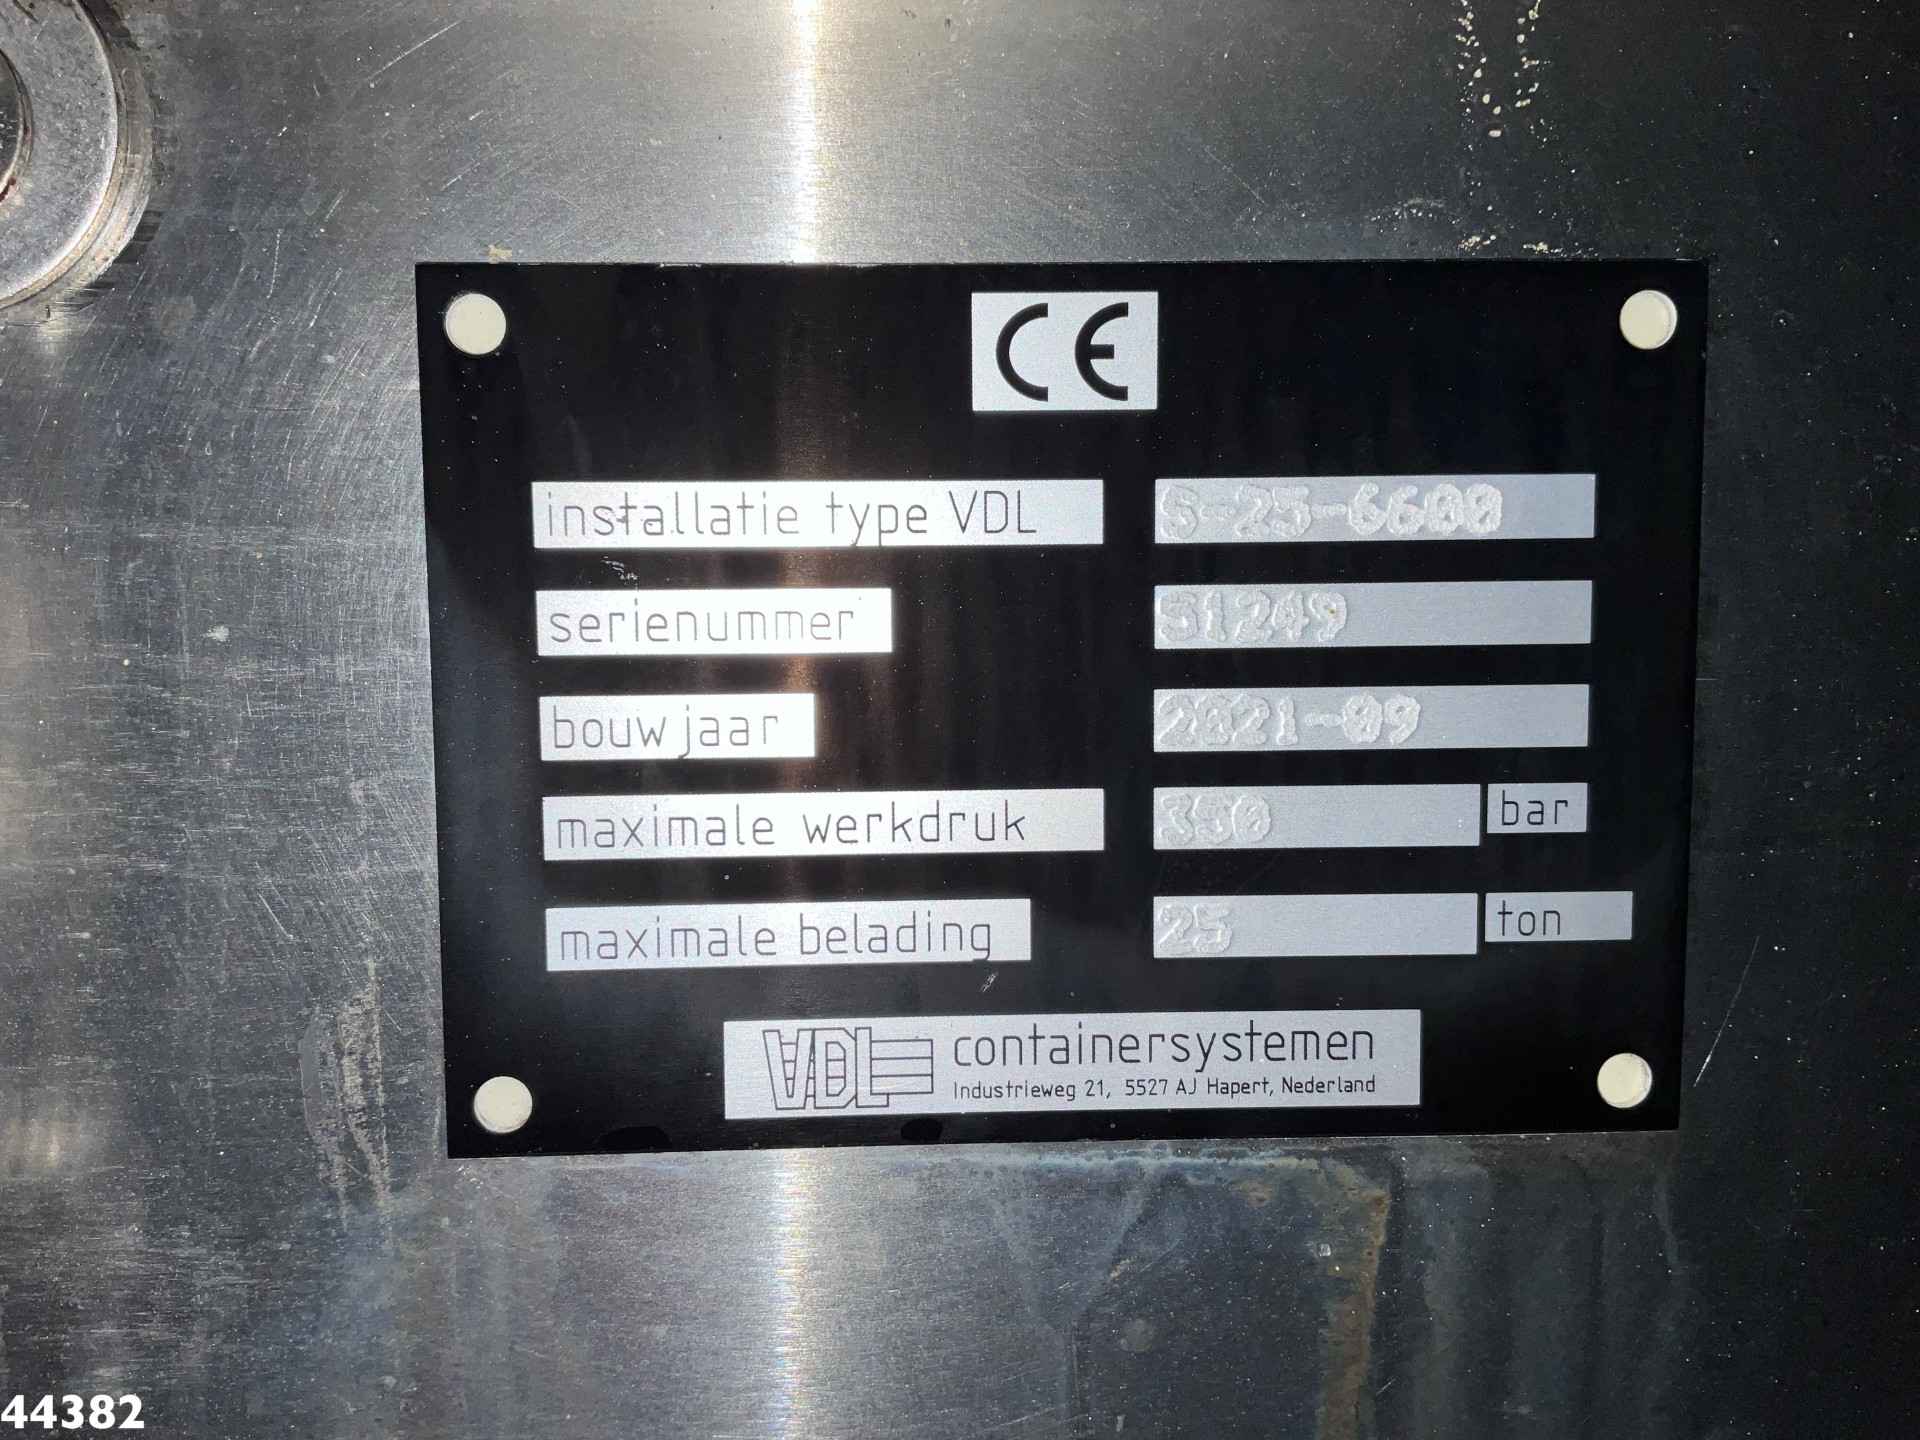 CE
installatie type VDL S-25-6600
serienummer 51249
bouwjaar 2021-09
maximale werkdruk 350 bar
maximale belading 25 ton
VDL containersystemen
Industrieweg 21, 5527 AJ Hapert, Nederland
44382